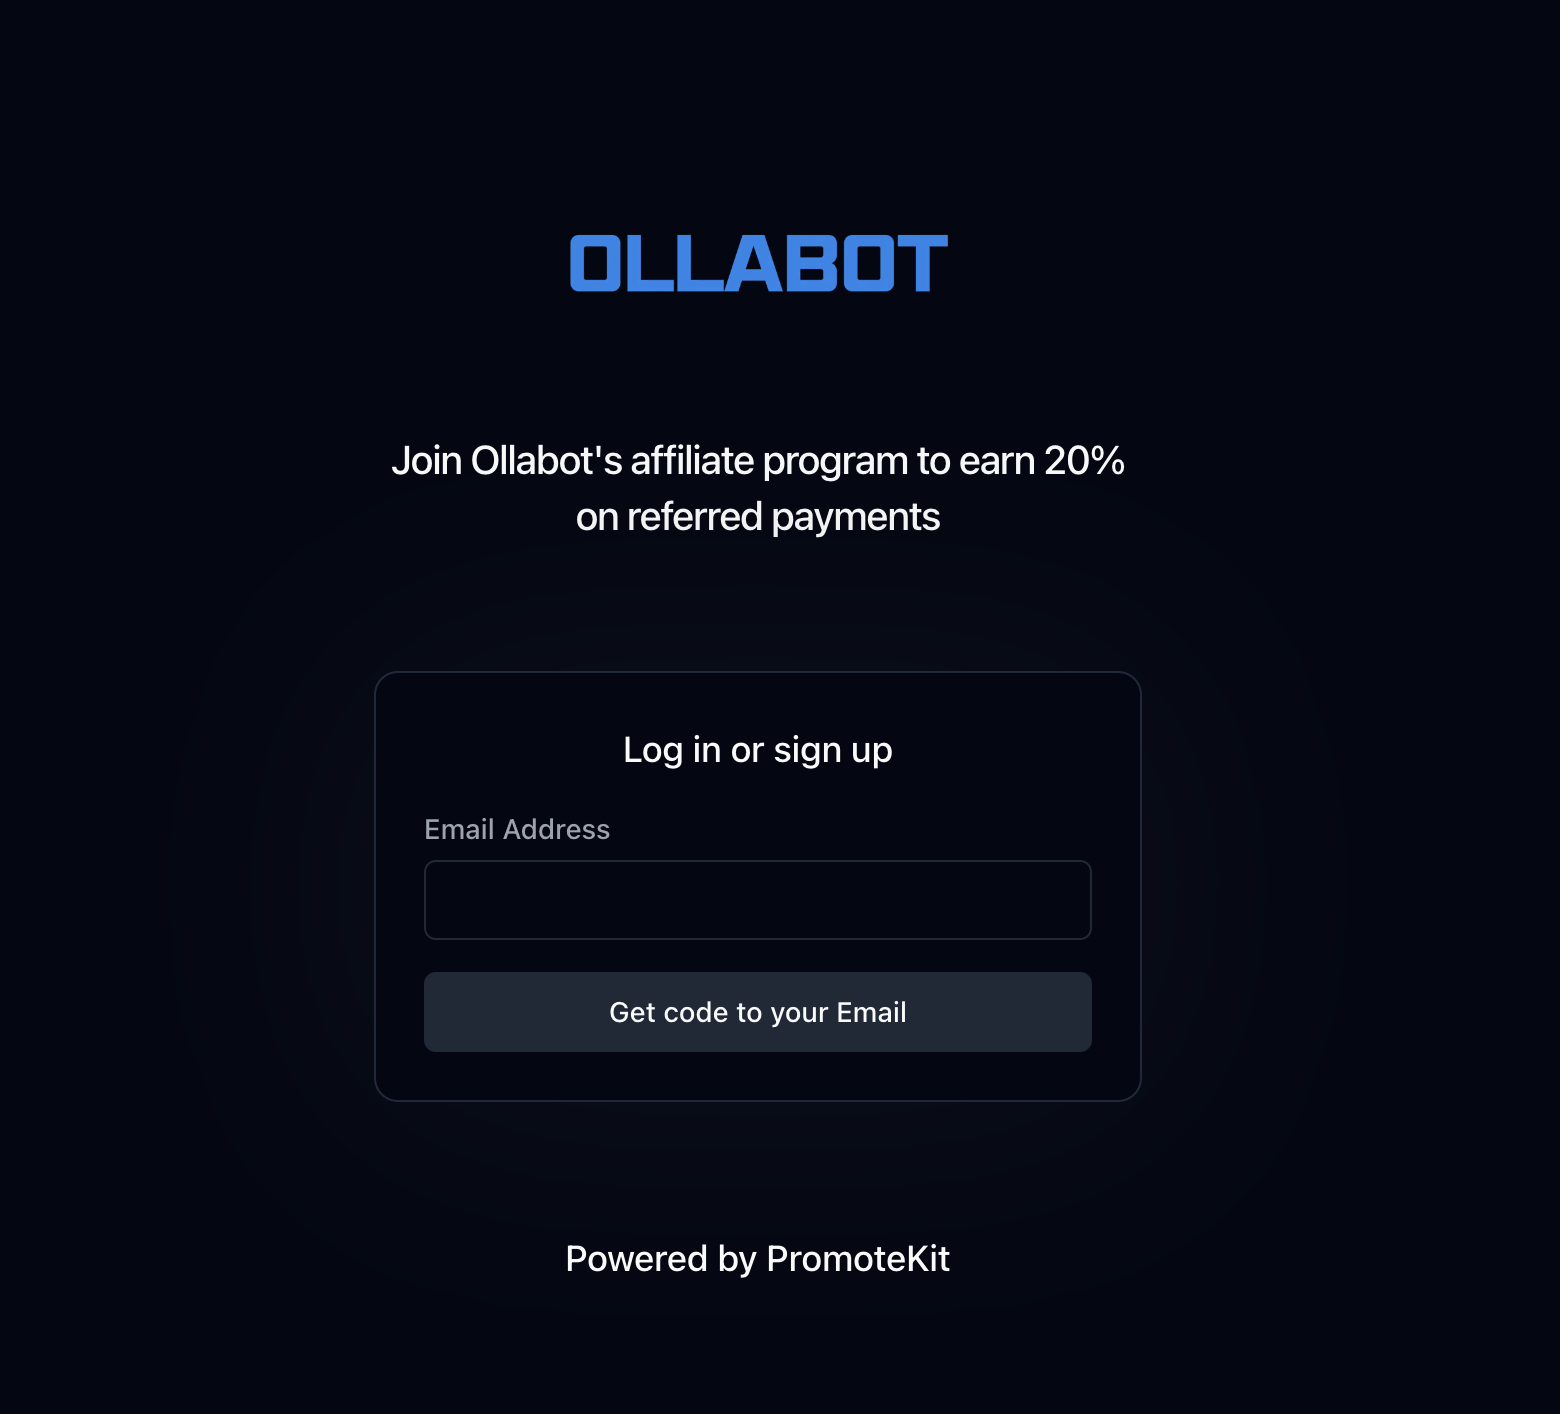 OLLABOT
Join Ollabot's affiliate program to earn 20%
on referred payments
Log in or sign up
Email Address
Get code to your Email
Powered by PromoteKit